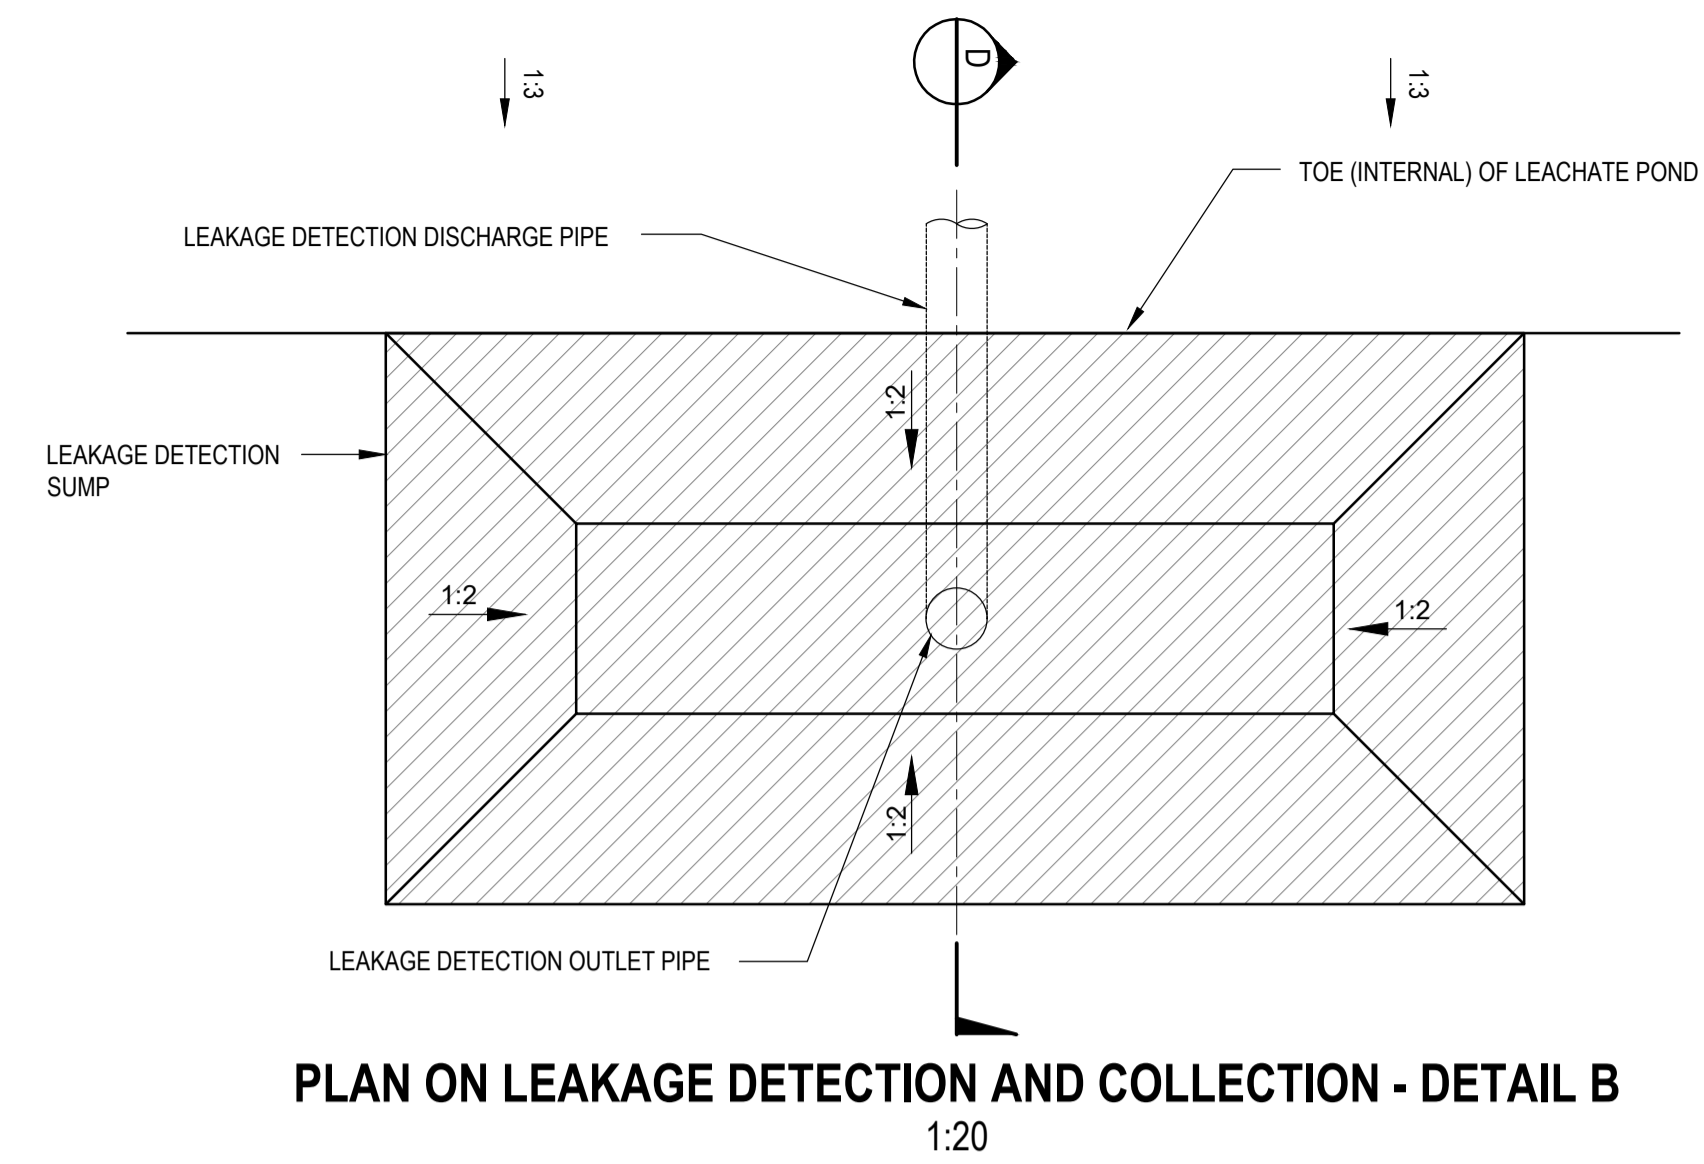 D
1:3
1:3
TOE (INTERNAL) OF LEACHATE POND
LEAKAGE DETECTION DISCHARGE PIPE
1:2
LEAKAGE DETECTION
SUMP
1:2
1:2
1:2
LEAKAGE DETECTION OUTLET PIPE
PLAN ON LEAKAGE DETECTION AND COLLECTION - DETAIL B
1:20